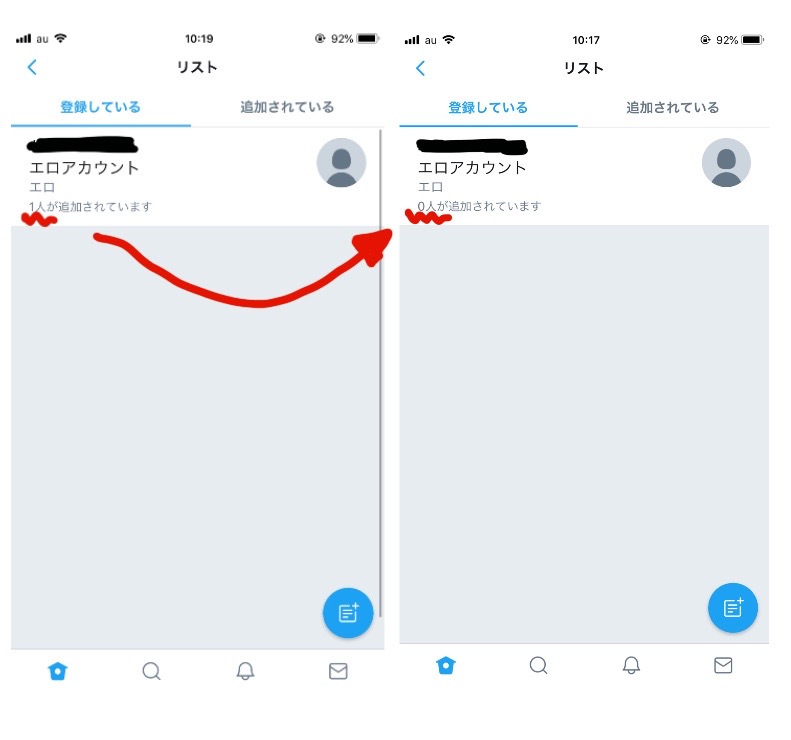 au 10:19 92%
リスト
登録している 追加されている
エロアカウント
エロ
1人が追加されています
au 10:17 92%
リスト
登録している 追加されている
エロアカウント
エロ
0人が追加されています